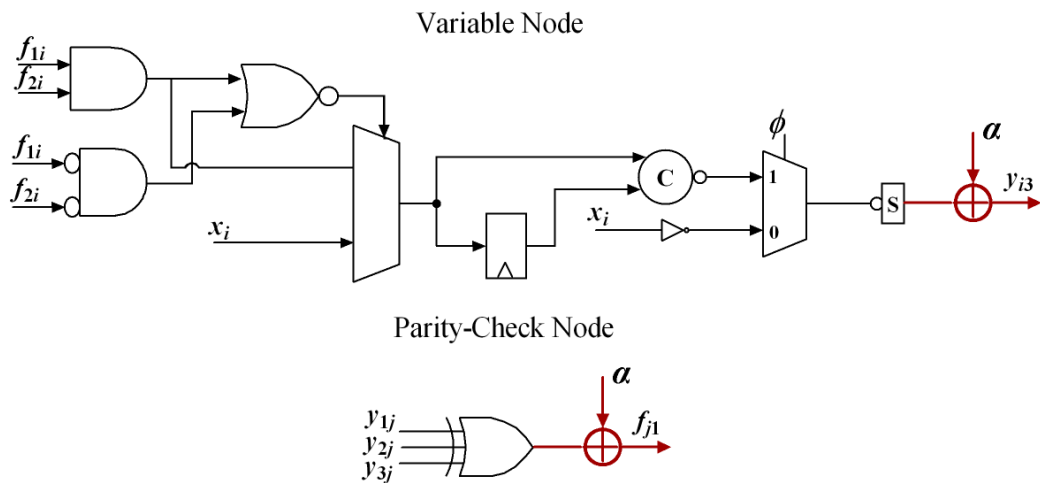 Variable Node
f1i
f2i
f1i
f2i
xi
C
xi
ϕ
1
0
S
α
yi3
Parity-Check Node
y1j
y2j
y3j
α
fj1